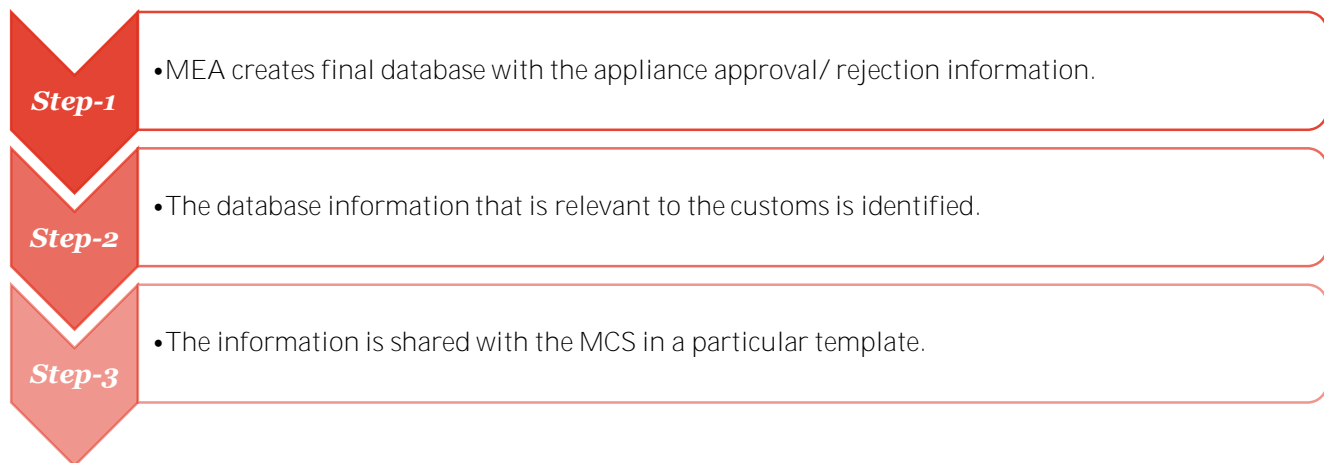 Step-1
•MEA creates final database with the appliance approval/ rejection information.
Step-2
•The database information that is relevant to the customs is identified.
Step-3
•The information is shared with the MCS in a particular template.